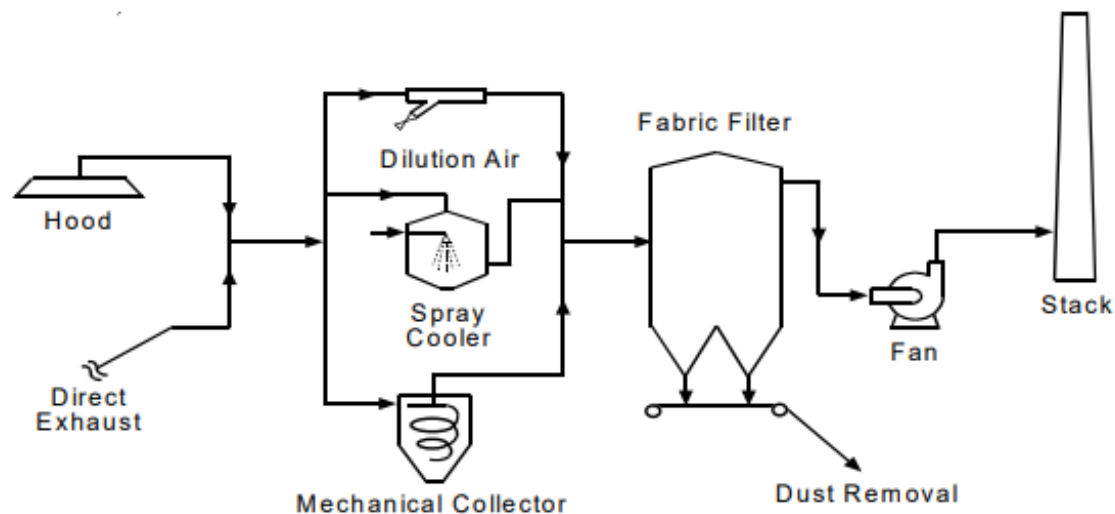 Fabric Filter
Dilution Air
Hood
Spray
Cooler
Stack
Fan
Direct
Exhaust
Mechanical Collector
Dust Removal